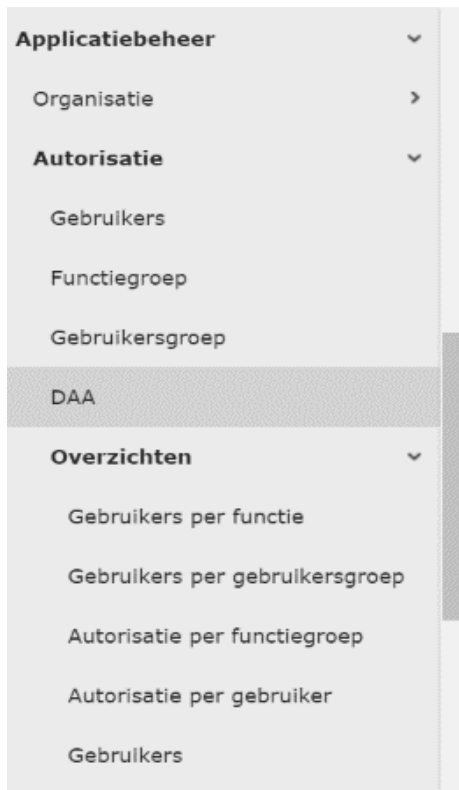 Applicatiebeheer
Organisatie
Autorisatie
Gebruikers
Functiegroep
Gebruikersgroep
DAA
Overzichten
Gebruikers per functie
Gebruikers per gebruikersgroep
Autorisatie per functiegroep
Autorisatie per gebruiker
Gebruikers